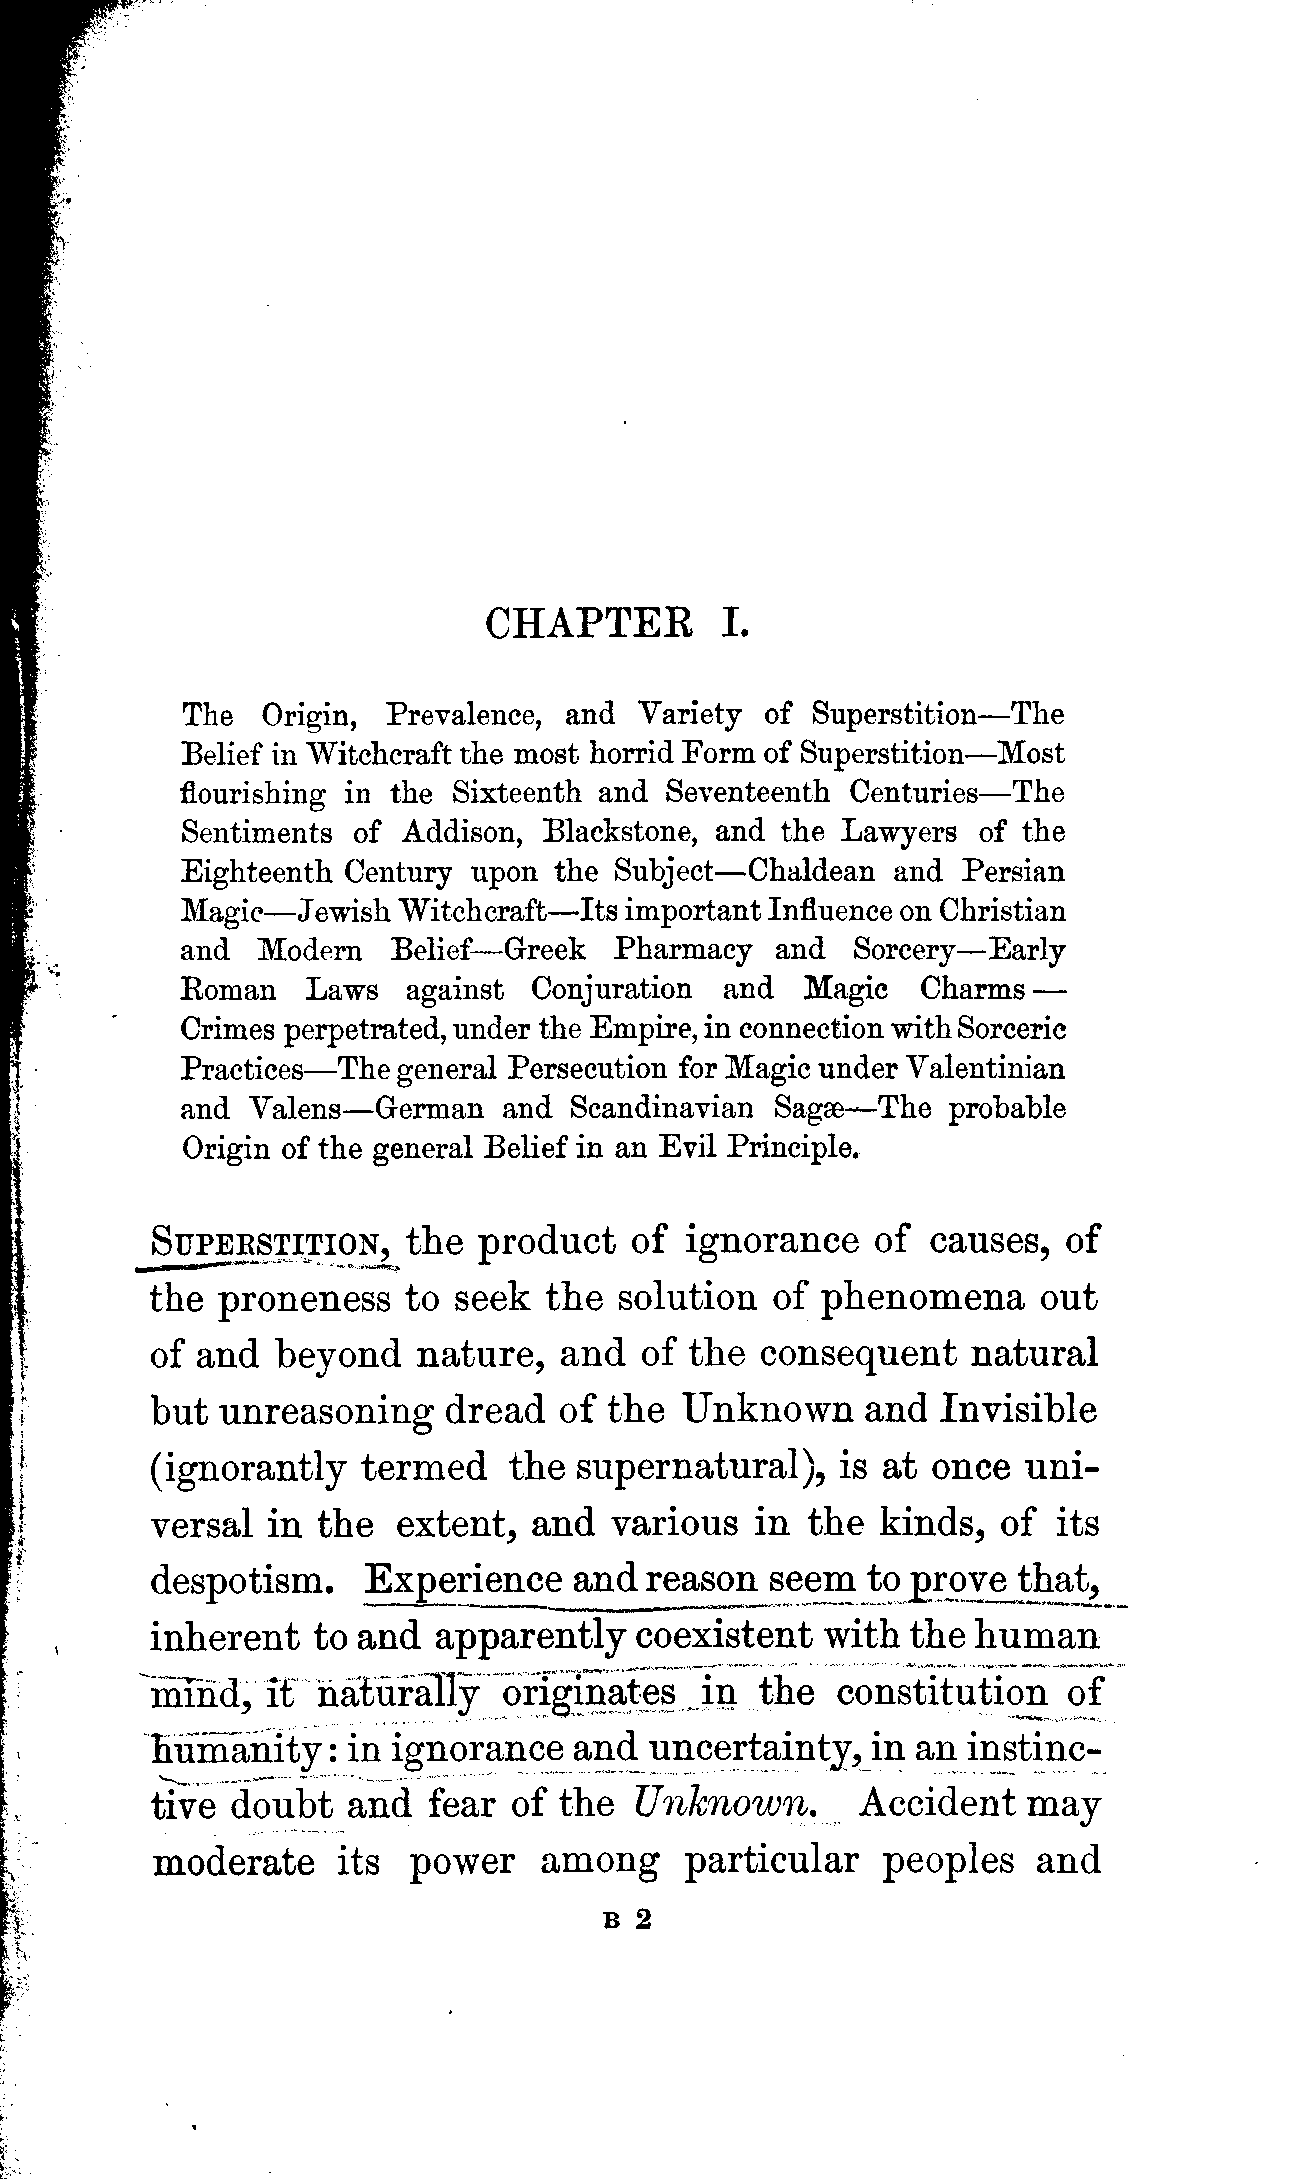 CHAPTER I.
The Origin, Prevalence, and Variety of Superstition—The
Belief in Witchcraft the most horrid Form of Superstition—Most
flourishing in the Sixteenth and Seventeenth Centuries—The
Sentiments of Addison, Blackstone, and the Lawyers of the
Eighteenth Century upon the Subject—Chaldean and Persian
Magic—Jewish Witchcraft—Its important Influence on Christian
and Modern Belief—Greek Pharmacy and Sorcery—Early
Roman Laws against Conjuration and Magic Charms—
Crimes perpetrated, under the Empire, in connection with Sorceric
Practices—The general Persecution for Magic under Valentinian
and Valens—German and Scandinavian Sagæ—The probable
Origin of the general Belief in an Evil Principle.
SUPERSTITION, the product of ignorance of causes, of
the proneness to seek the solution of phenomena out
of and beyond nature, and of the consequent natural
but unreasoning dread of the Unknown and Invisible
(ignorantly termed the supernatural), is at once uni-
versal in the extent, and various in the kinds, of its
despotism. Experience and reason seem to prove that,
inherent to and apparently coexistent with the human
mind, it naturally originates in the constitution of
humanity: in ignorance and uncertainty, in an instinc-
tive doubt and fear of the Unknown. Accident may
moderate its power among particular peoples and
B 2